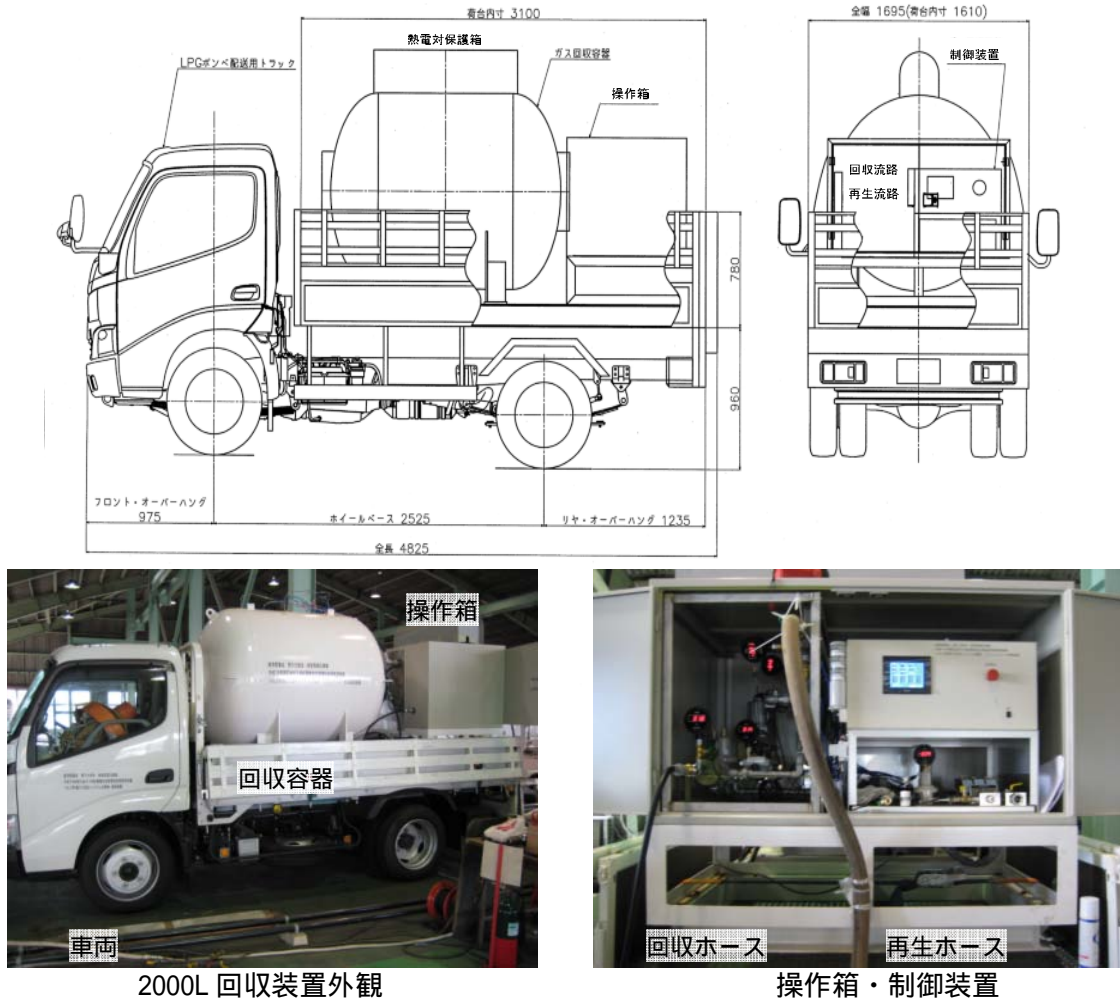 荷台内寸 3100
全幅 1695(荷台内寸 1610)
熱電対保護箱
ガス回収容器
制御装置
LPGボンベ配送用トラック
操作箱
回収流路
再生流路
780
960
フロント・オーバーハング
975
ホイールベース 2525
リヤ・オーバーハング 1235
全長 4825
操作箱
回収容器
車両
回収ホース
再生ホース
2000L 回収装置外観
操作箱・制御装置